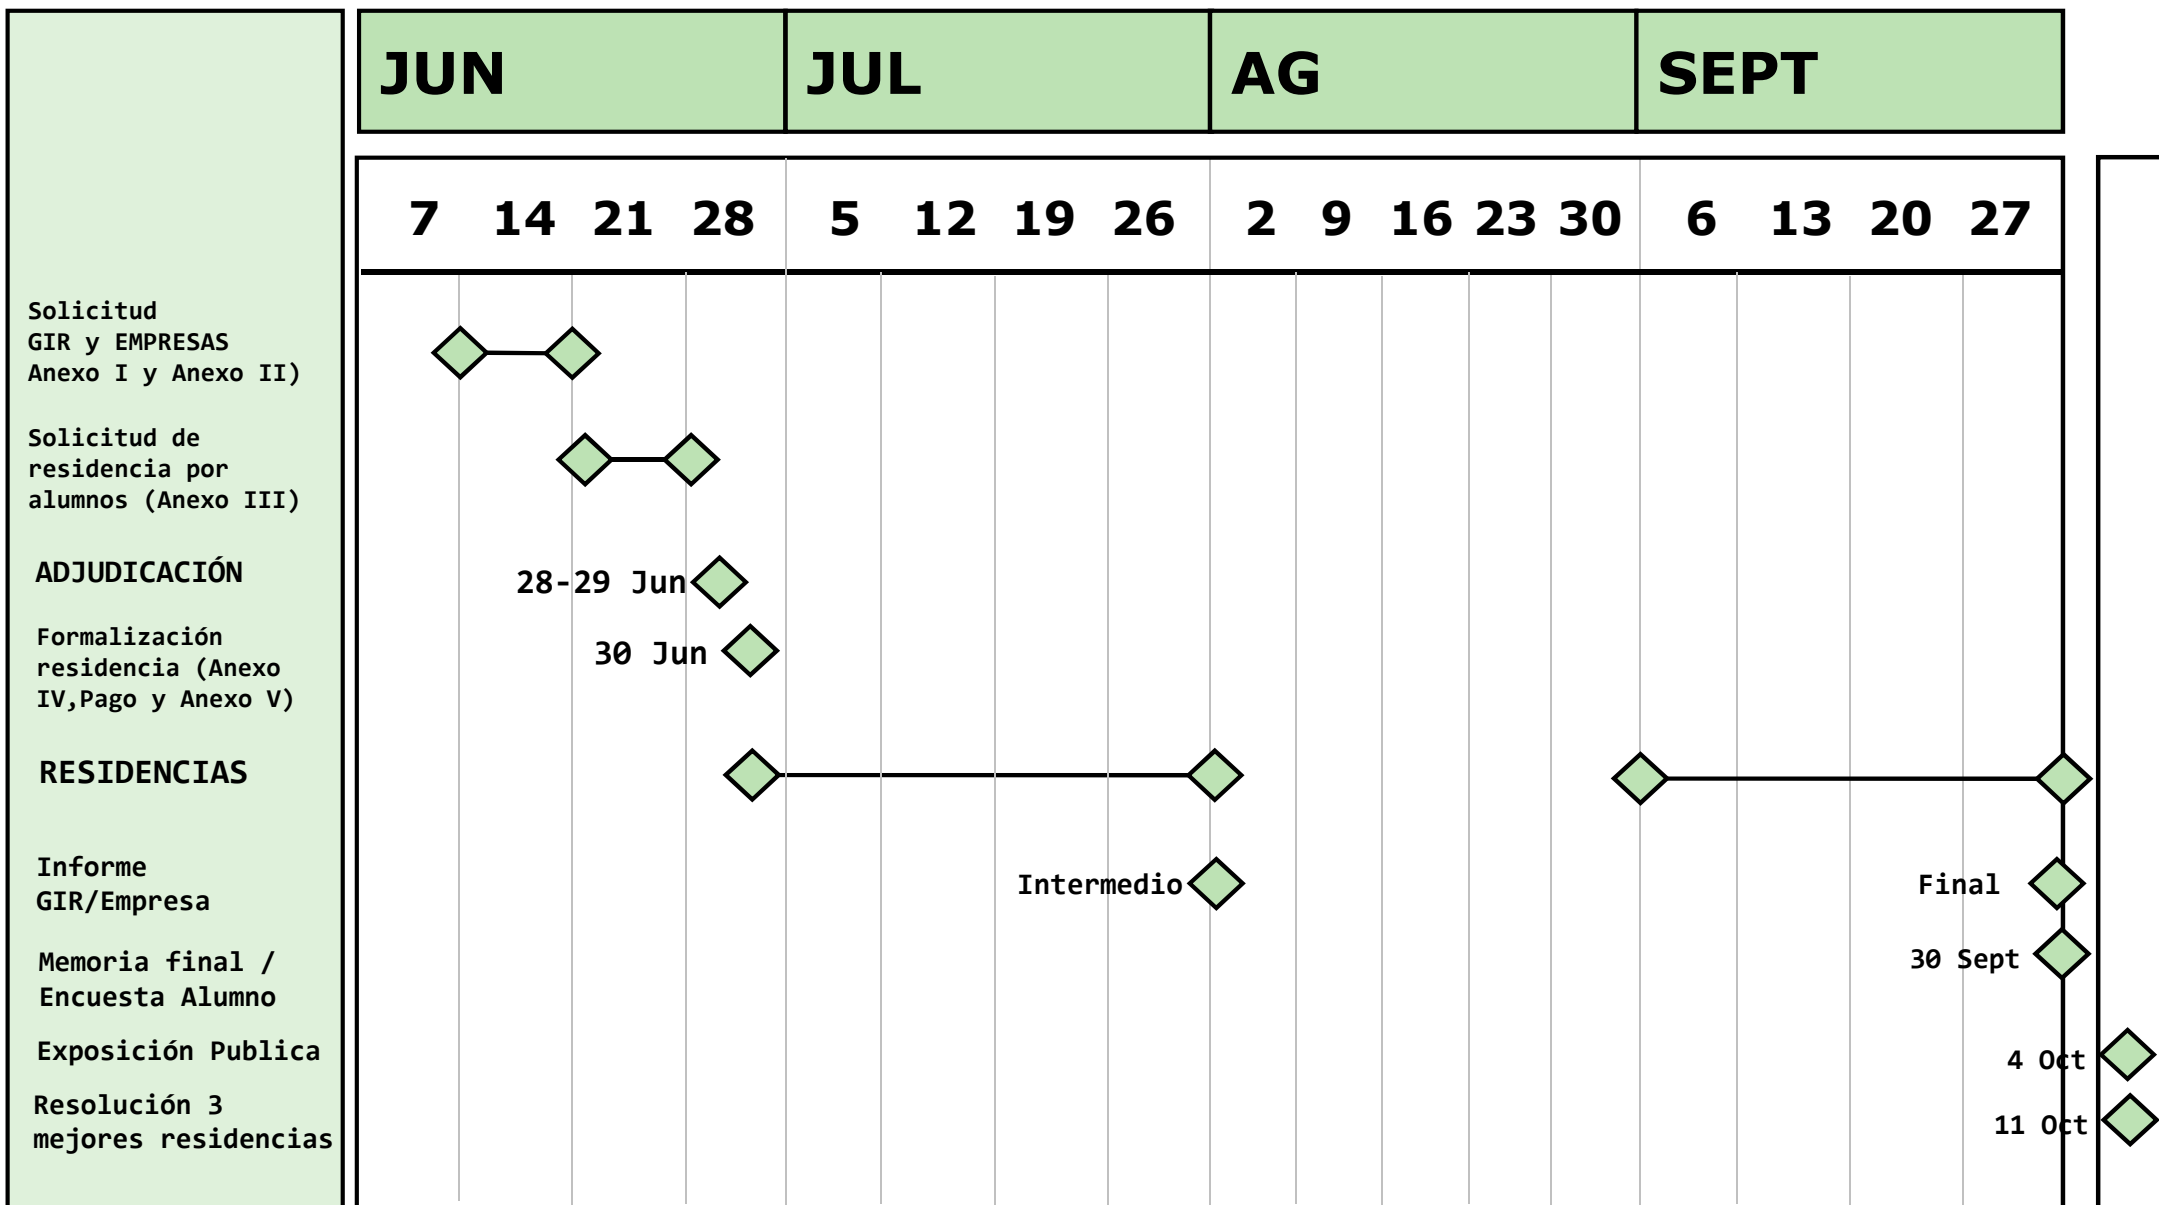 JUN JUL AG SEPT
7 14 21 28 5 12 19 26 2 9 16 23 30 6 13 20 27
Solicitud
GIR y EMPRESAS
Anexo I y Anexo II)
Solicitud de
residencia por
alumnos (Anexo III)
ADJUDICACIÓN
28-29 Jun
Formalización
residencia (Anexo
IV,Pago y Anexo V)
30 Jun
RESIDENCIAS
Informe
GIR/Empresa
Intermedio
Final
Memoria final /
Encuesta Alumno
30 Sept
Exposición Publica
4 Oct
Resolución 3
mejores residencias
11 Oct